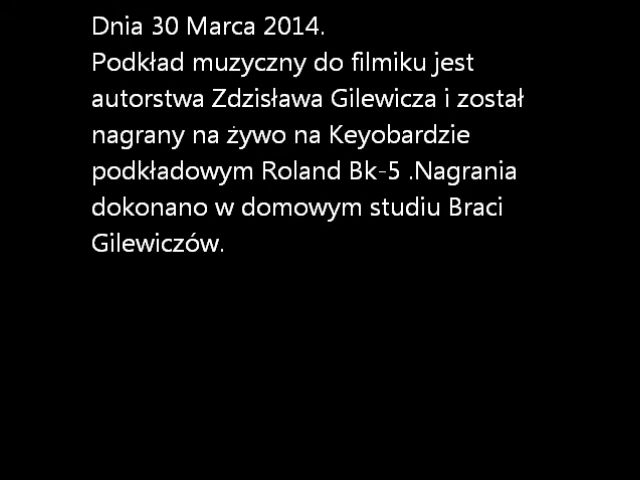 Dnia 30 Marca 2014.
Podkład muzyczny do filmiku jest
autorstwa Zdzisława Gilewicza i został
nagrany na żywo na Keyobardzie
podkładowym Roland Bk-5 .Nagrania
dokonano w domowym studiu Braci
Gilewiczów.